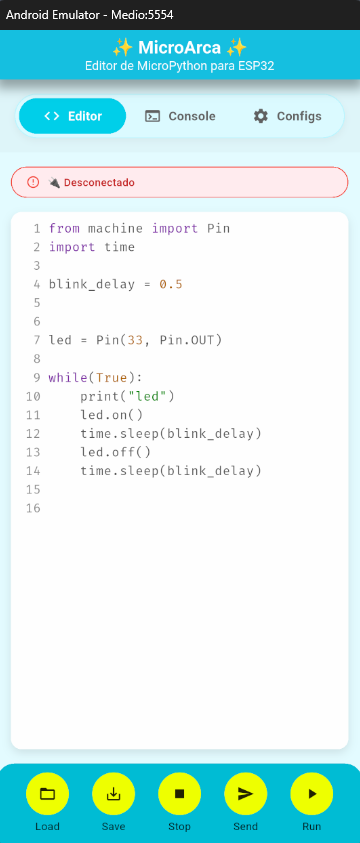 Android Emulator - Medio:5554
✨ MicroArca ✨
Editor de MicroPython para ESP32
Editor Console Configs
🔌 Desconectado
1 from machine import Pin
2 import time
3
4 blink_delay = 0.5
5
6
7 led = Pin(33, Pin.OUT)
8
9 while(True):
10     print("led")
11     led.on()
12     time.sleep(blink_delay)
13     led.off()
14     time.sleep(blink_delay)
15
16
Load Save Stop Send Run